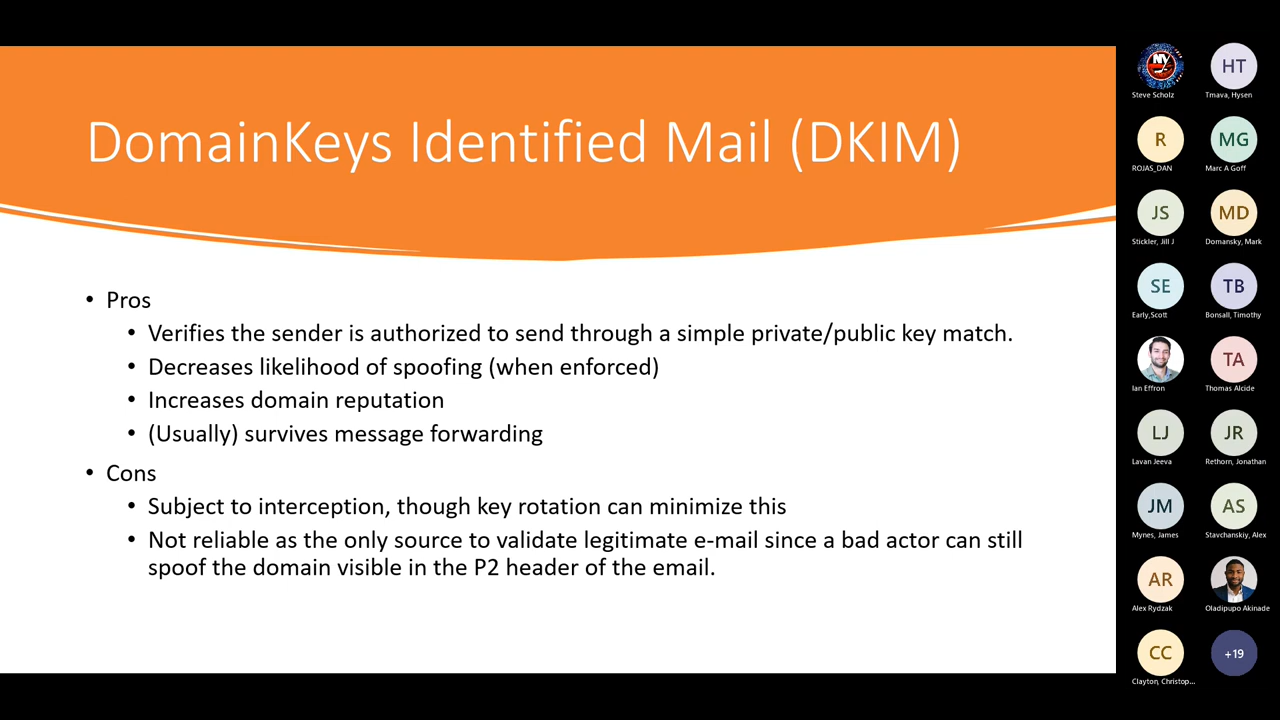 DomainKeys Identified Mail (DKIM)
• Pros
• Verifies the sender is authorized to send through a simple private/public key match.
• Decreases likelihood of spoofing (when enforced)
• Increases domain reputation
• (Usually) survives message forwarding
• Cons
• Subject to interception, though key rotation can minimize this
• Not reliable as the only source to validate legitimate e-mail since a bad actor can still
spoof the domain visible in the P2 header of the email.
NY
Steve Scholz
HT
Tmava, Hysen
R
ROJAS_DAN
MG
Marc A Goff
JS
Stickler, Jill J
MD
Domansky, Mark
SE
Early,Scott
TB
Bonsall, Timothy
Ian Effron
TA
Thomas Alcide
LJ
Lavan Jeeva
JR
Rethorn, Jonathan
JM
Mynes, James
AS
Stavchanskiy, Alex
AR
Alex Rydzak
Oladipupo Akinade
CC
Clayton, Christop...
+19